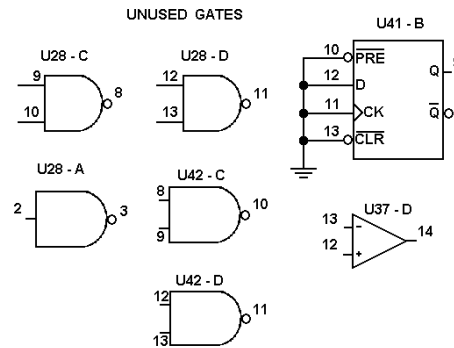 UNUSED GATES
U28 - C
9
10
8
U28 - D
12
13
11
U41 - B
10
PRE
12
D
11
CK
13
CLR
Q
Q
U28 - A
2
3
U42 - C
8
9
10
U37 - D
13
-
12
+
14
U42 - D
12
13
11